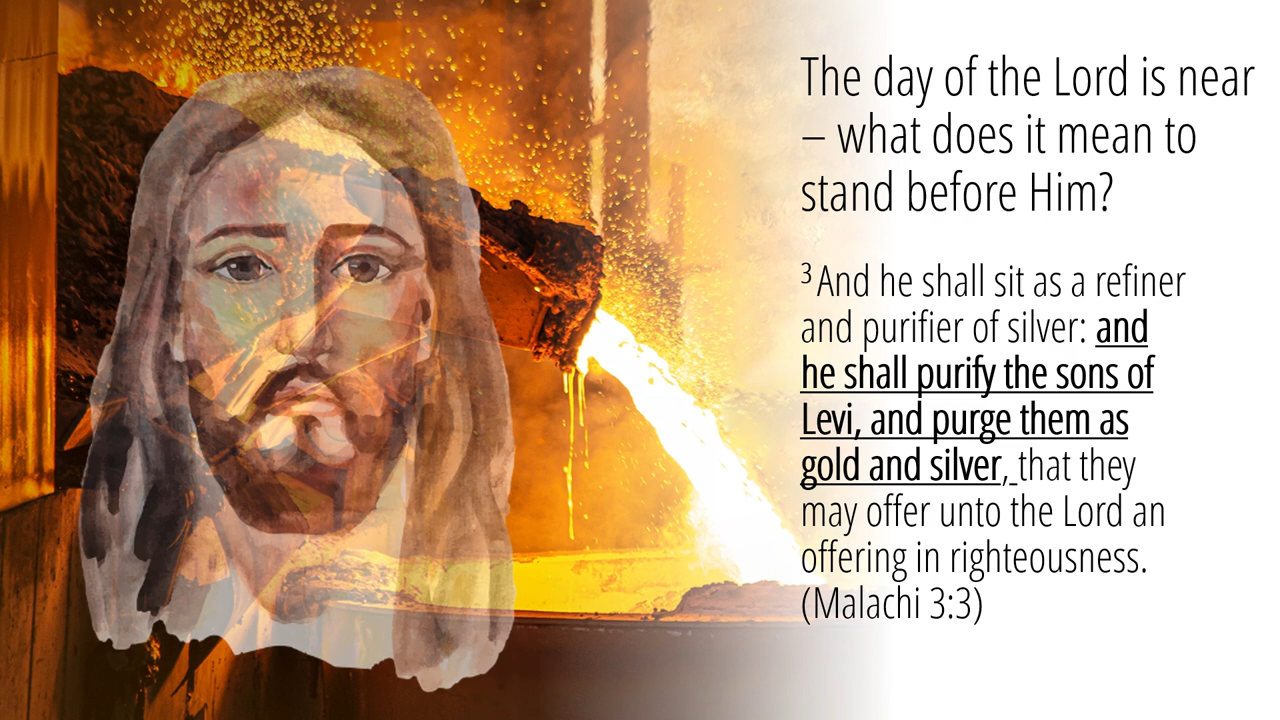 The day of the Lord is near
– what does it mean to
stand before Him?
3 And he shall sit as a refiner
and purifier of silver: and
he shall purify the sons of
Levi, and purge them as
gold and silver, that they
may offer unto the Lord an
offering in righteousness.
(Malachi 3:3)